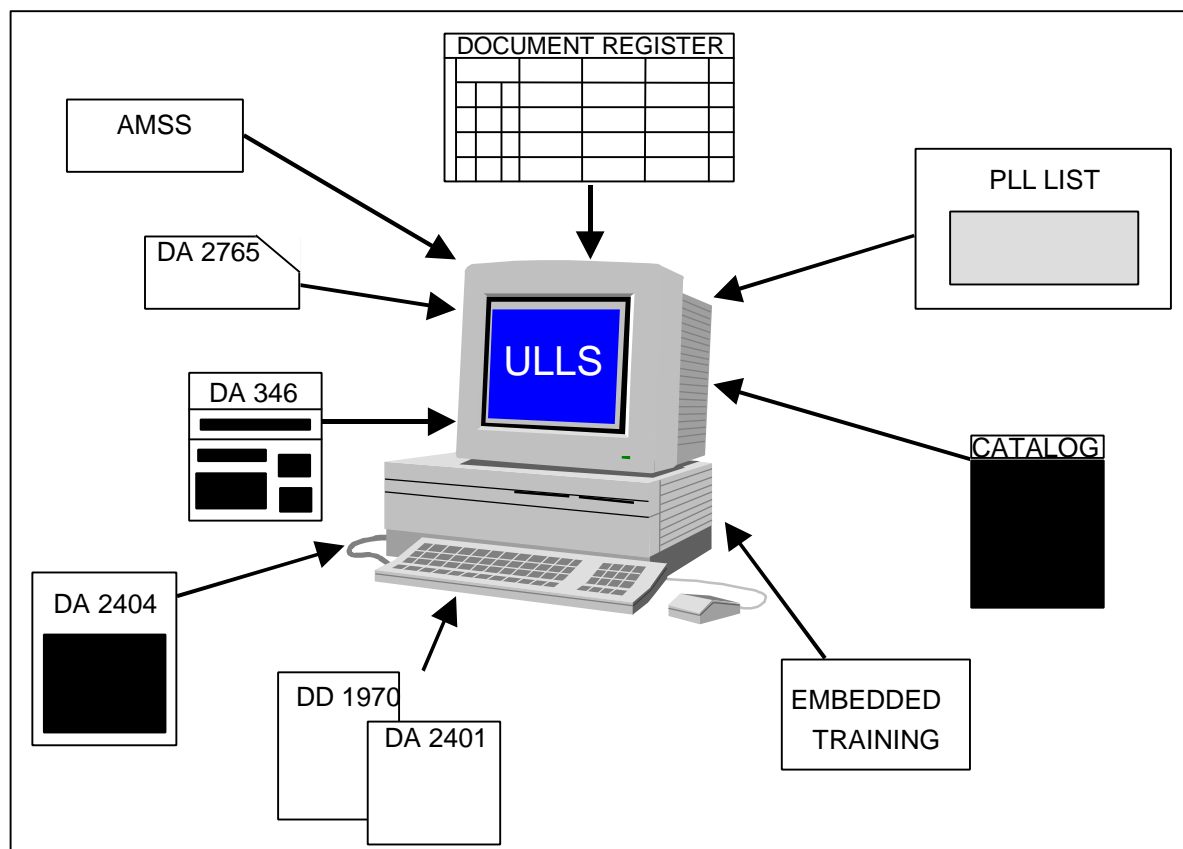 DOCUMENT REGISTER
AMSS
PLL LIST
DA 2765
ULLS
DA 346
CATALOG
DA 2404
DD 1970
DA 2401
EMBEDDED
TRAINING